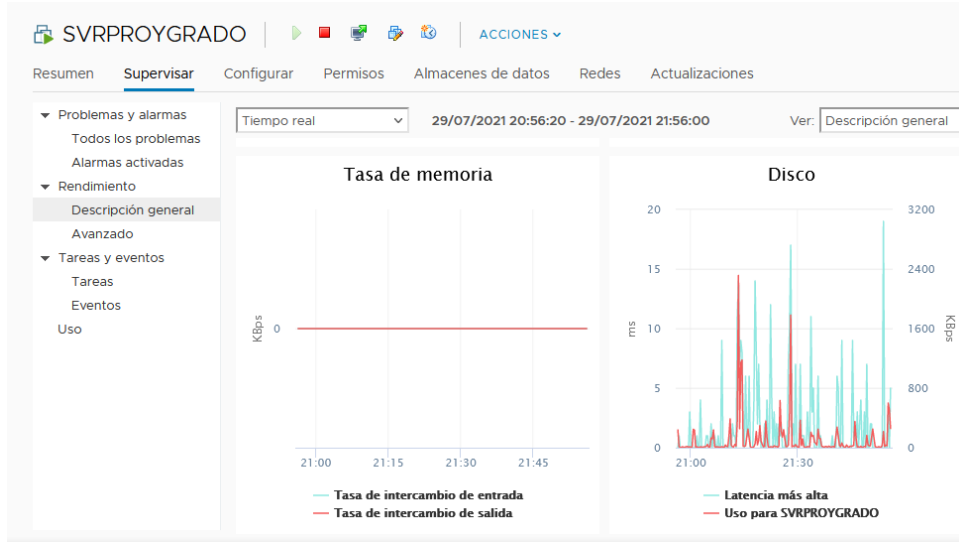 SVRPROYGRADO ACCIONES
Resumen Supervisar Configurar Permisos Almacenes de datos Redes Actualizaciones
Problemas y alarmas
Todos los problemas
Alarmas activadas
Rendimiento
Descripción general
Avanzado
Tareas y eventos
Tareas
Eventos
Uso
Tiempo real 29/07/2021 20:56:20 - 29/07/2021 21:56:00 Ver: Descripción general
Tasa de memoria
KBps
0
21:00 21:15 21:30 21:45
Tasa de intercambio de entrada
Tasa de intercambio de salida
Disco
20 3200
15 2400
ms
10 1600
KBps
5 800
0 0
21:00 21:30
Latencia más alta
Uso para SVRPROYGRADO